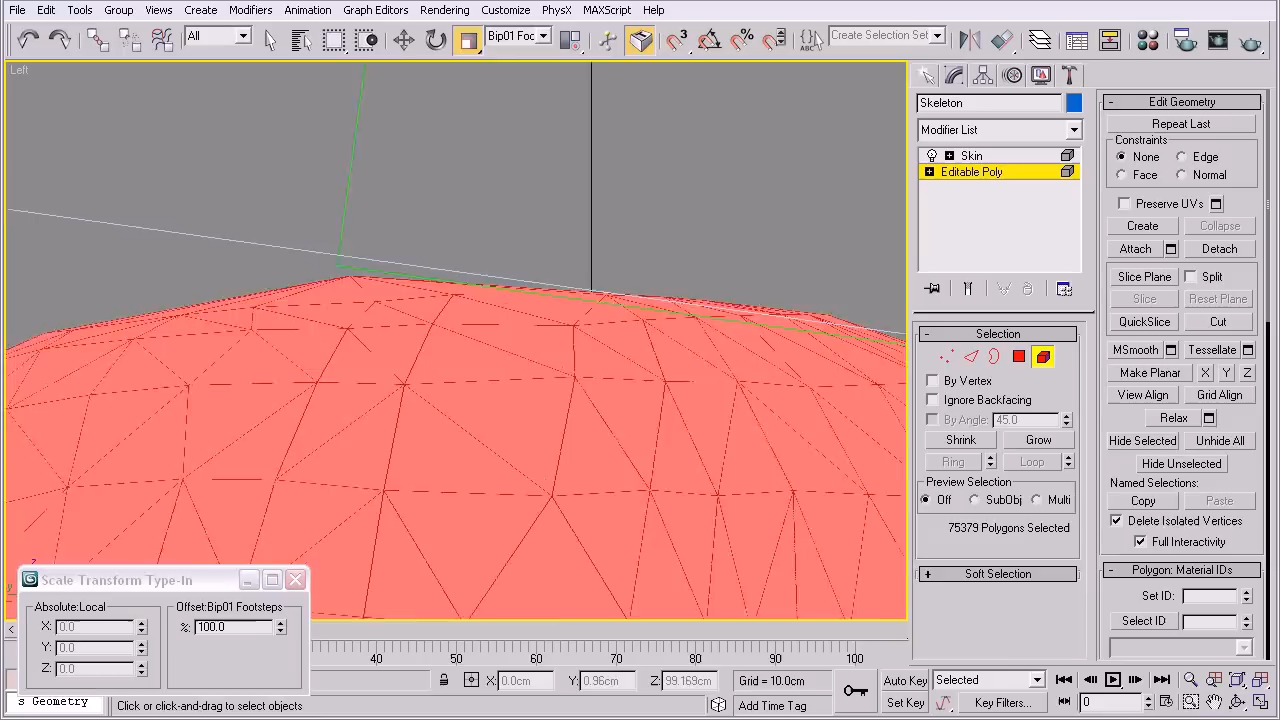 File Edit Tools Group Views Create Modifiers Animation Graph Editors Rendering Customize PhysX MAXScript Help
All Bip01 Foc 3 Create Selection Set
Left
Skeleton
Modifier List
Skin
Editable Poly
Selection
By Vertex
Ignore Backfacing
By Angle: 45.0
Shrink Grow
Ring Loop
Preview Selection
Off SubObj Multi
75379 Polygons Selected
Soft Selection
Edit Geometry
Repeat Last
Constraints
None Edge
Face Normal
Preserve UVs
Create Collapse
Attach Detach
Slice Plane Split
Slice Reset Plane
QuickSlice Cut
MSmooth Tessellate
Make Planar X Y Z
View Align Grid Align
Relax
Hide Selected Unhide All
Hide Unselected
Named Selections:
Copy Paste
Delete Isolated Vertices
Full Interactivity
Polygon: Material IDs
Set ID:
Select ID
Scale Transform Type-In
Absolute:Local Offset:Bip01 Footsteps
X: 0.0 %: 100.0
Y: 0.0
Z: 0.0
40 50 60 70 80 90 100
X: 0.0cm Y: 0.96cm Z: 99.169cm Grid = 10.0cm Auto Key Selected
s Geometry Click or click-and-drag to select objects Add Time Tag Set Key Key Filters... 0